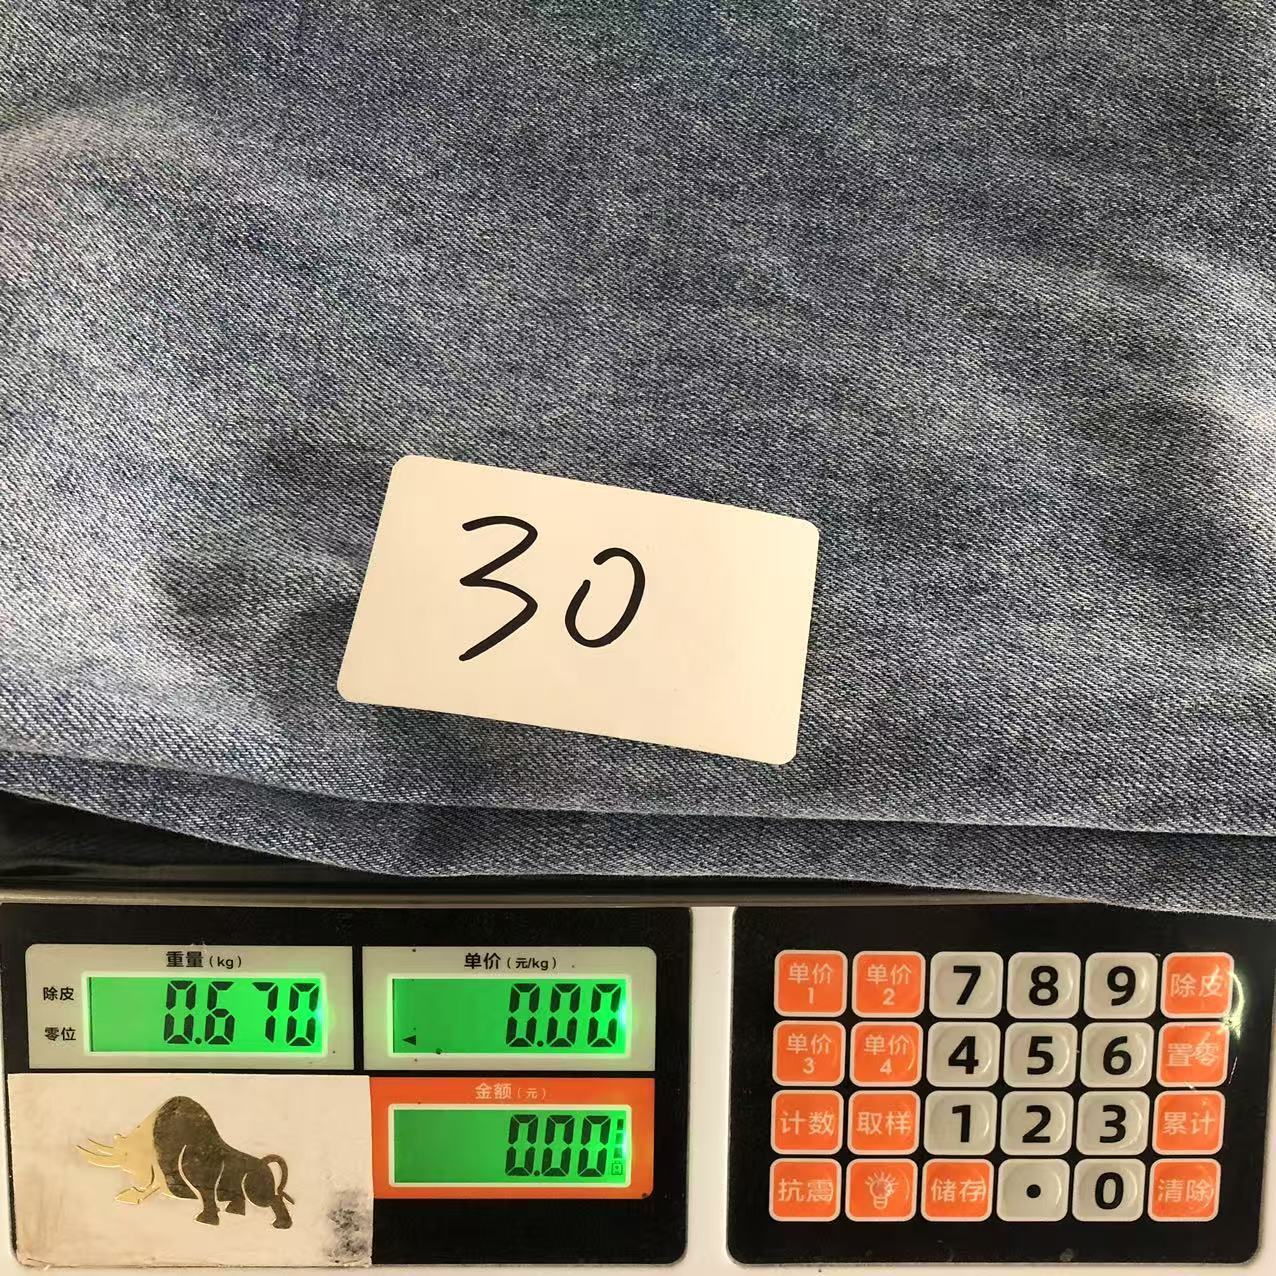 30
重量(kg)
单价(元/kg)
除皮
零位
0.670
0.00
金额(元)
0.00
单价1 单价2 7 8 9 除皮
单价3 单价4 4 5 6 置零
计数 取样 1 2 3 累计
抗震 储存 • 0 清除